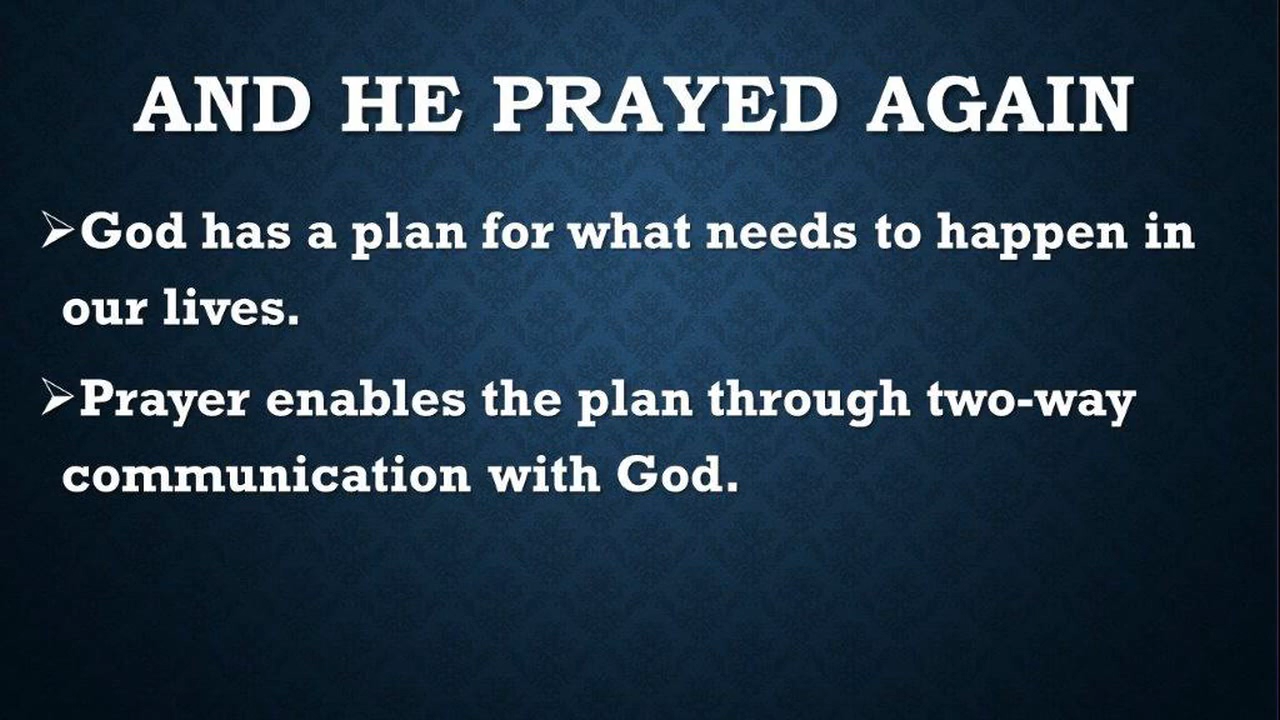 AND HE PRAYED AGAIN
➢God has a plan for what needs to happen in
our lives.
➢Prayer enables the plan through two-way
communication with God.